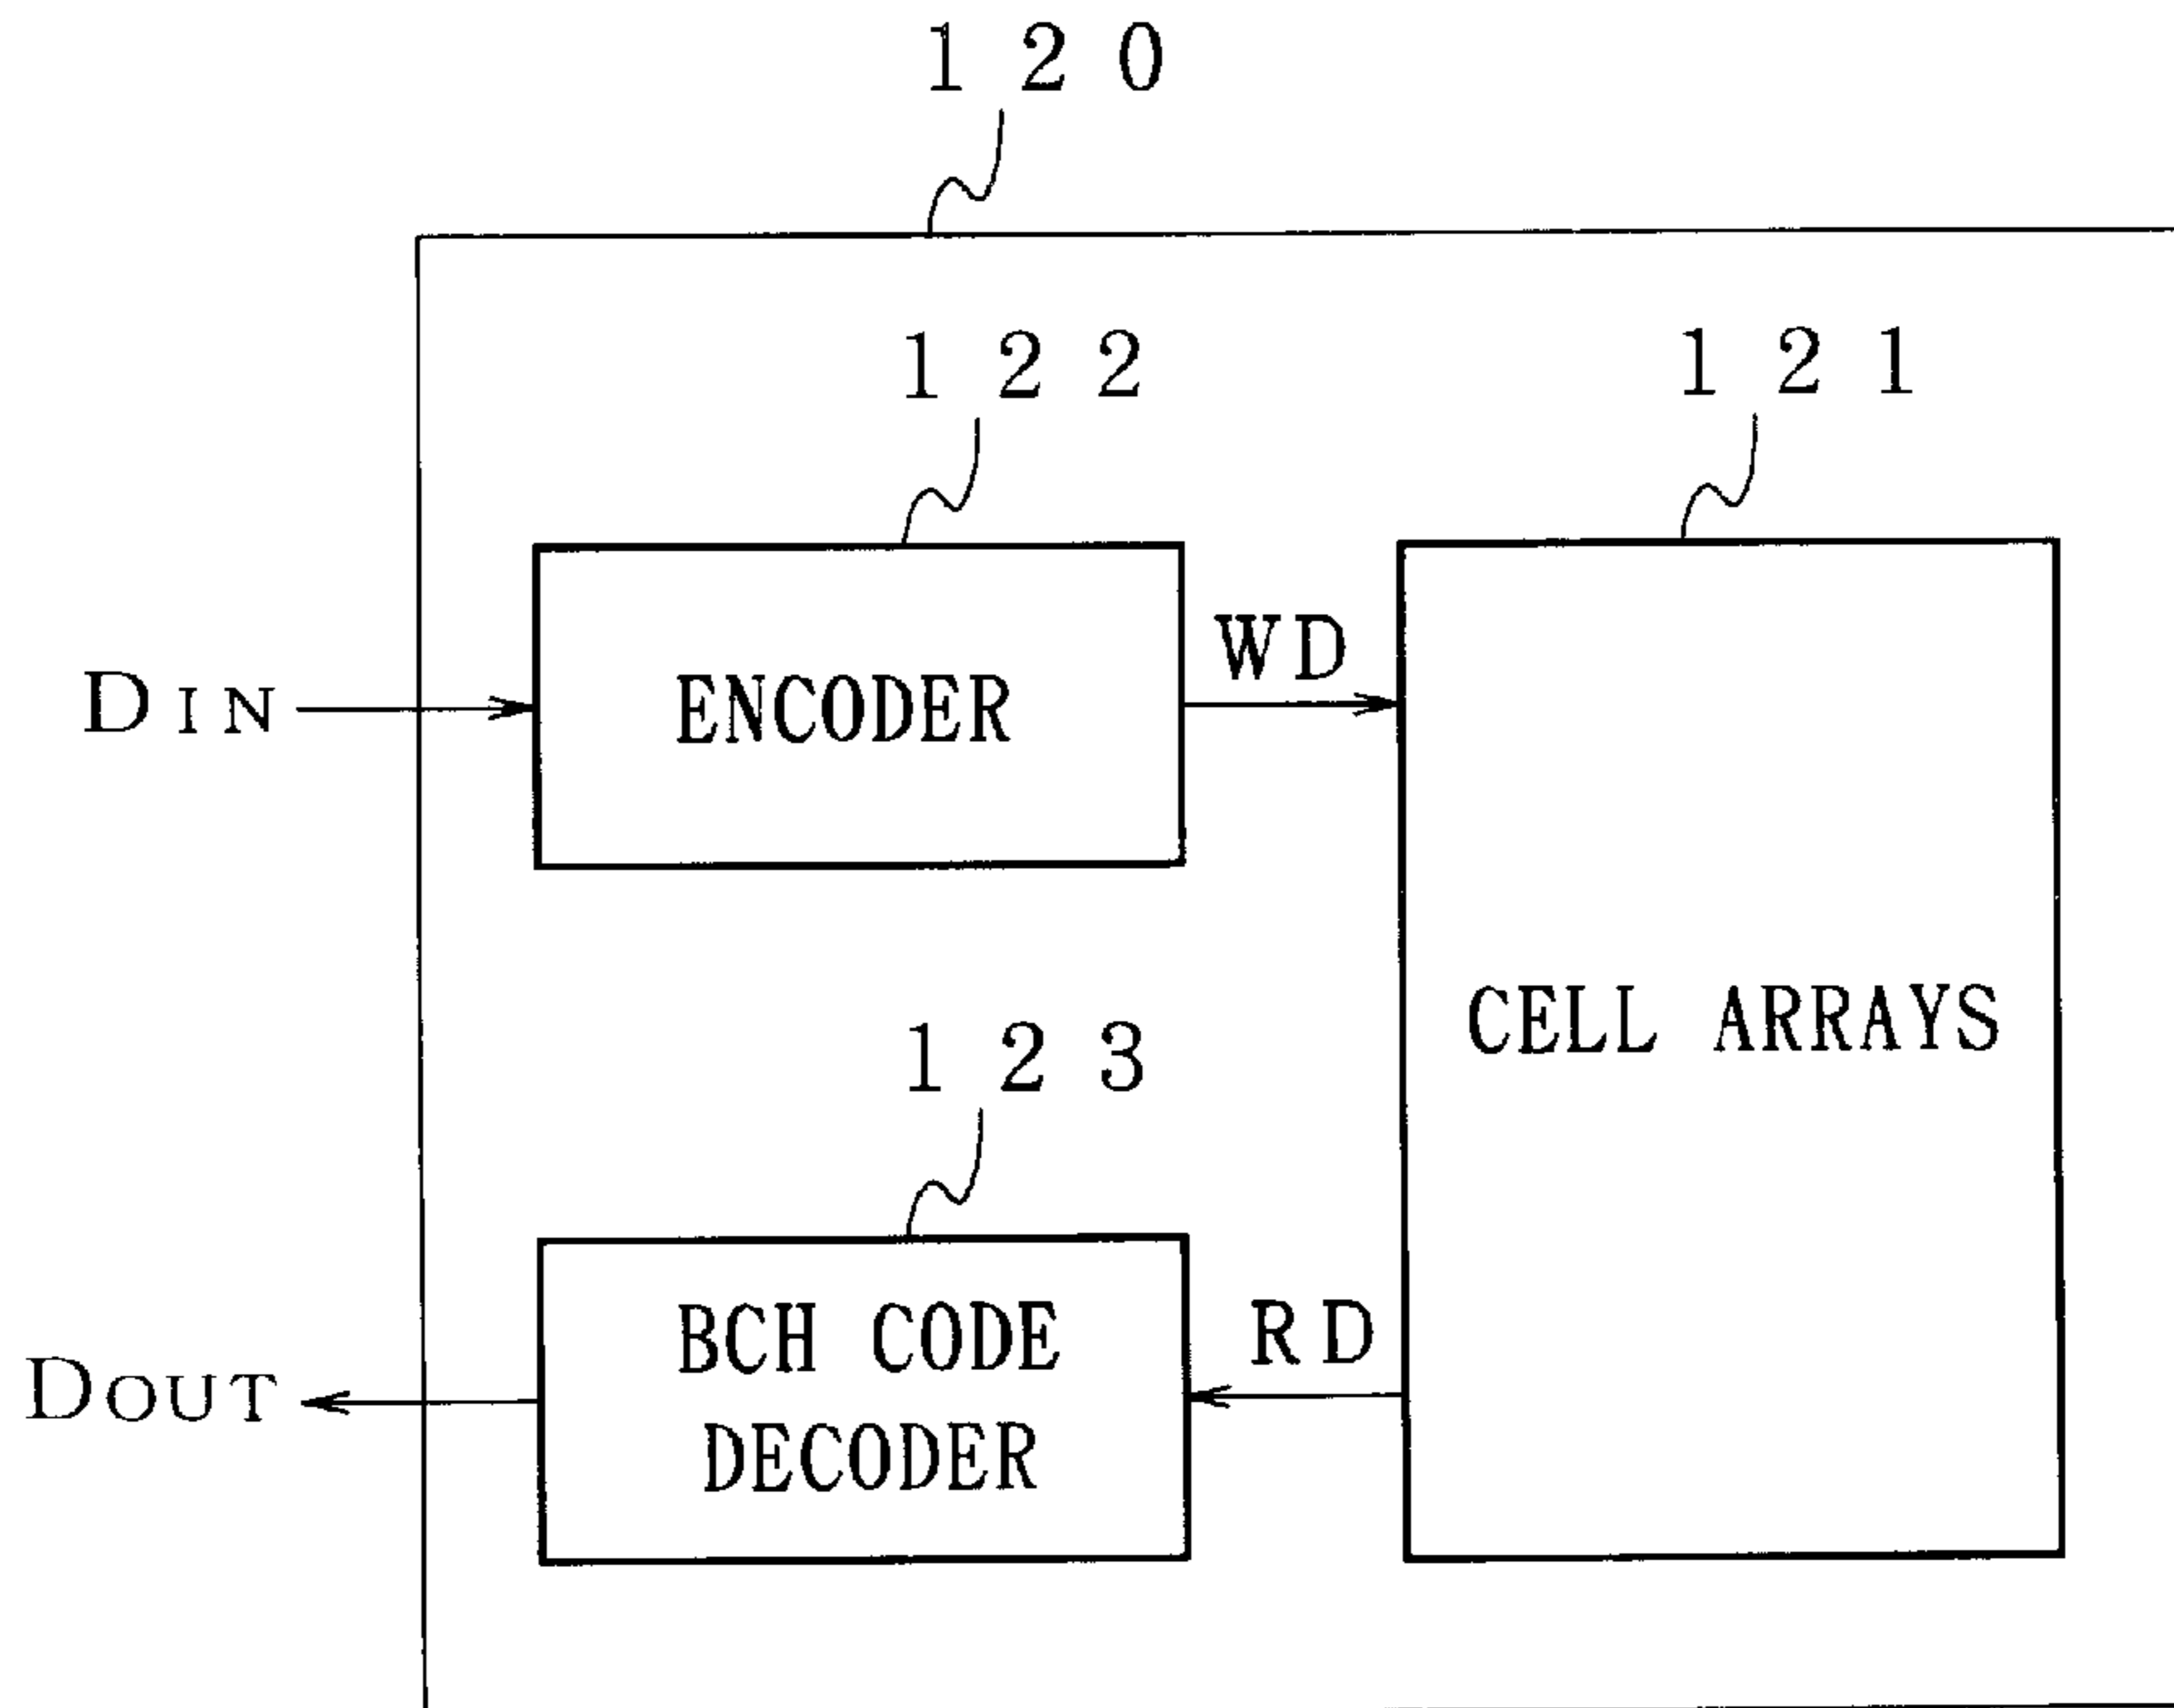 120
122
121
WD
DIN
ENCODER
CELL ARRAYS
123
RD
BCH CODE
DECODER
DOUT